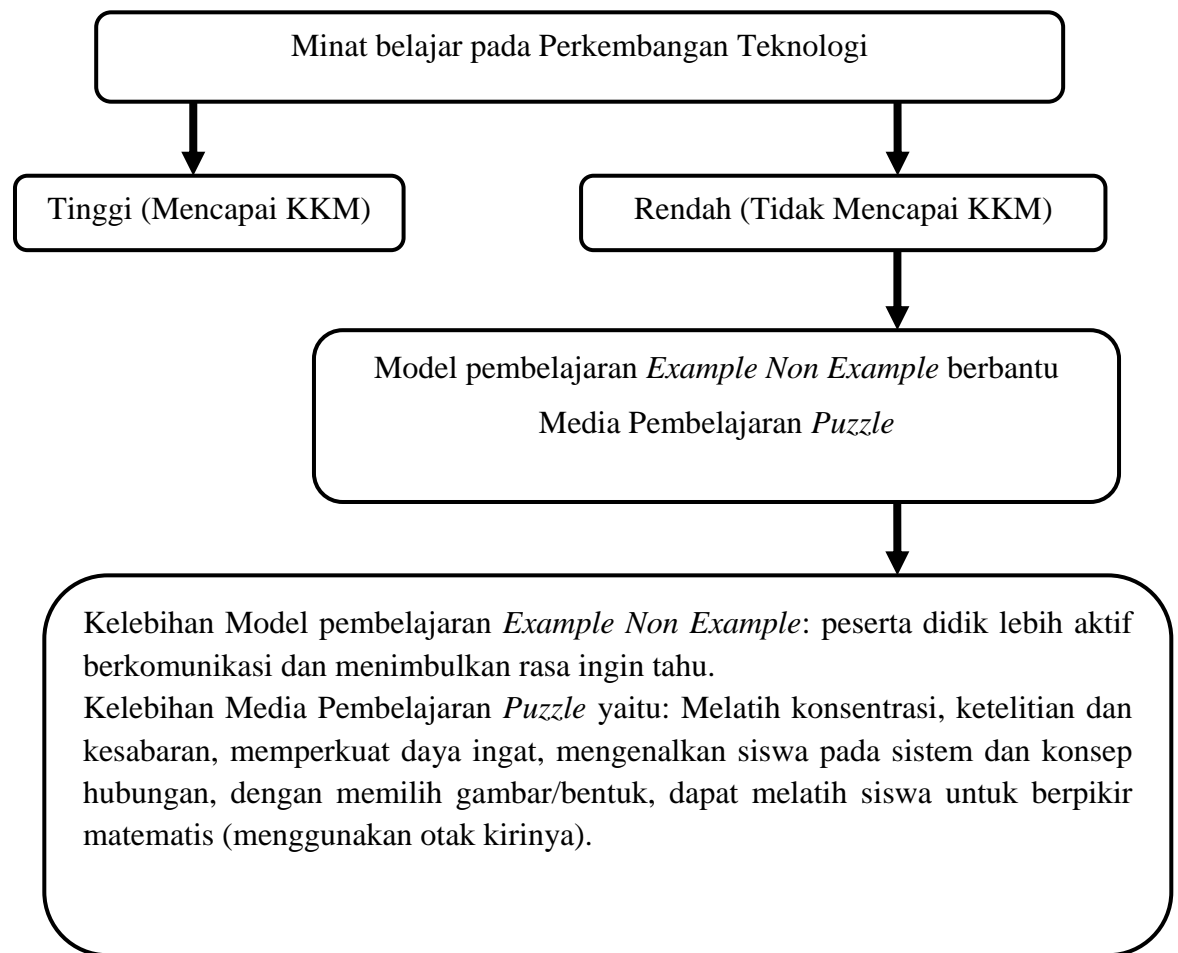 Minat belajar pada Perkembangan Teknologi
Tinggi (Mencapai KKM)
Rendah (Tidak Mencapai KKM)
Model pembelajaran Example Non Example berbantu
Media Pembelajaran Puzzle
Kelebihan Model pembelajaran Example Non Example: peserta didik lebih aktif
berkomunikasi dan menimbulkan rasa ingin tahu.
Kelebihan Media Pembelajaran Puzzle yaitu: Melatih konsentrasi, ketelitian dan
kesabaran, memperkuat daya ingat, mengenalkan siswa pada sistem dan konsep
hubungan, dengan memilih gambar/bentuk, dapat melatih siswa untuk berpikir
matematis (menggunakan otak kirinya).